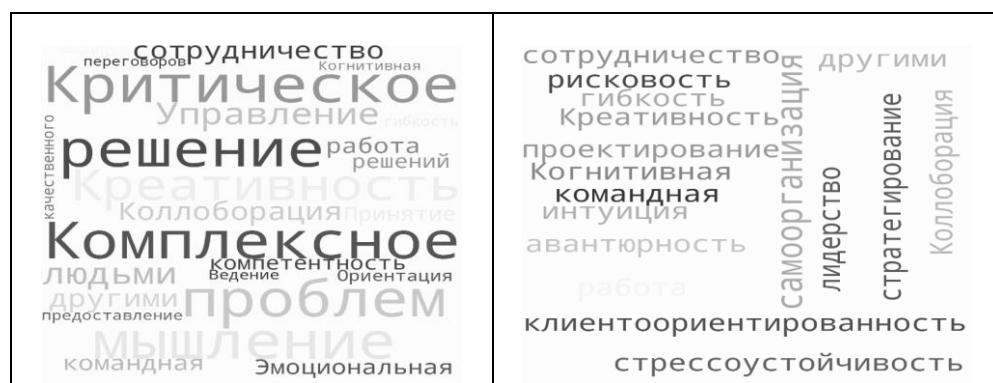 сотрудничество
переговоров
Когнитивная
Критическое
Управление
гибкость
качественного
решение
работа
решений
Креативность
Коллоборация
Принятие
Комплексное
компетентность
людьми
Ведение
Ориентация
другими
проблем
предоставление
мышление
командная
Эмоциональная
сотрудничество
другими
рисковость
гибкость
Креативность
самоорганизация
проектирование
Когнитивная
командная
интуиция
лидерство
стратегирование
Коллоборация
авантюрность
работа
клиентоориентированность
стрессоустойчивость